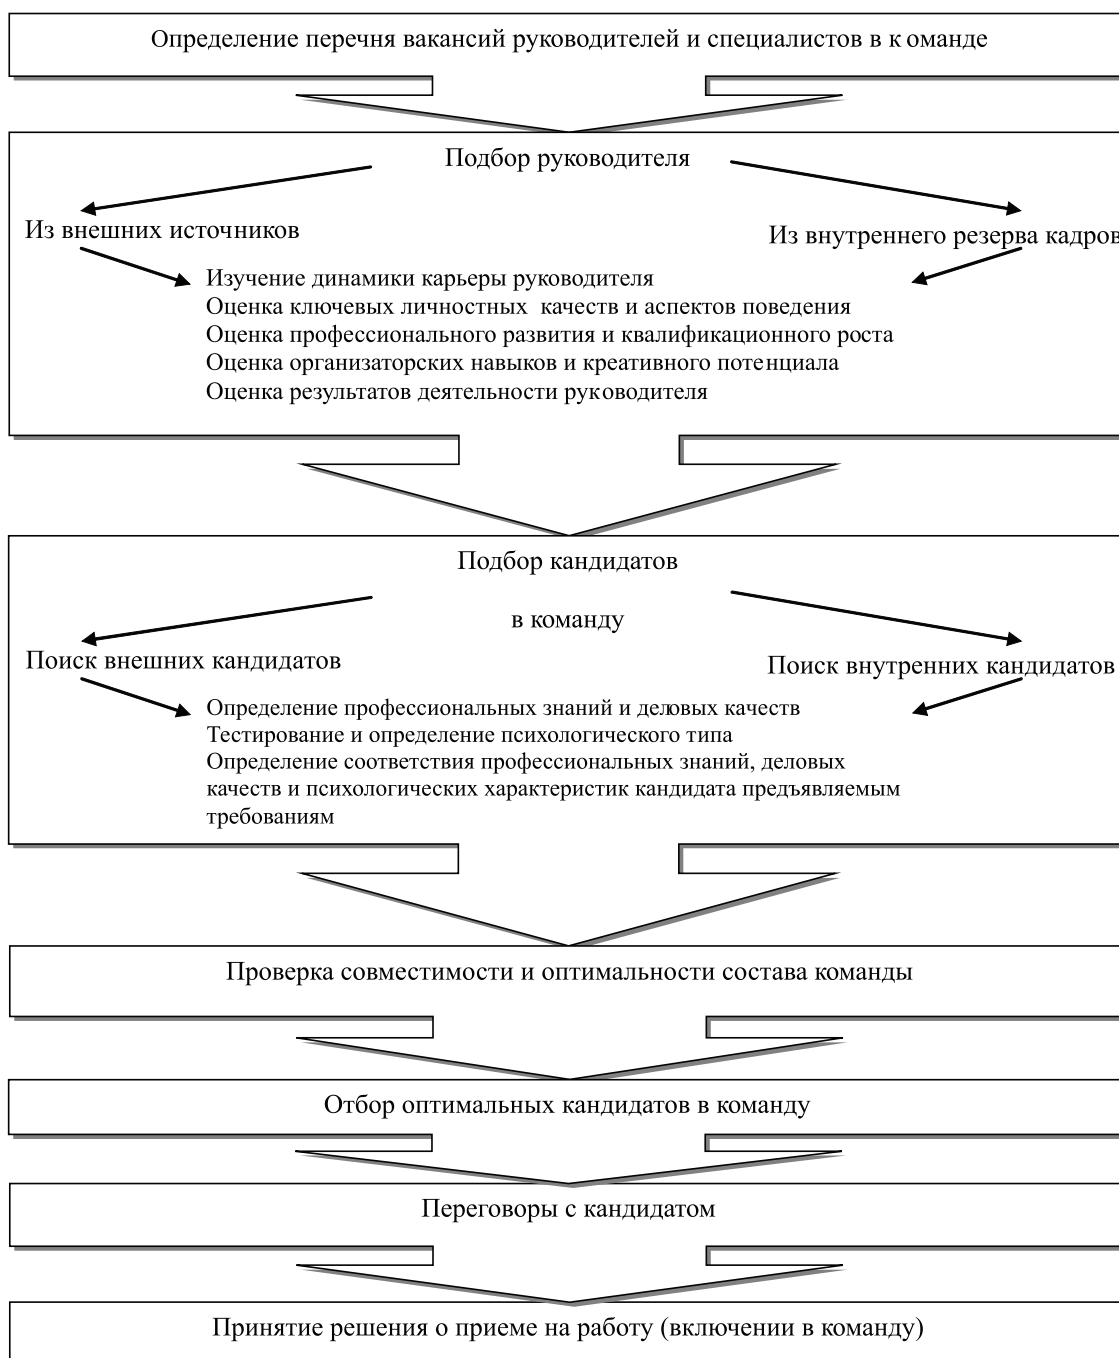 Определение перечня вакансий руководителей и специалистов в к оманде
Подбор руководителя
Из внешних источников
Из внутреннего резерва кадров
Изучение динамики карьеры руководителя
Оценка ключевых личностных качеств и аспектов поведения
Оценка профессионального развития и квалификационного роста
Оценка организаторских навыков и креативного потенциала
Оценка результатов деятельности руководителя
Подбор кандидатов
в команду
Поиск внешних кандидатов
Поиск внутренних кандидатов
Определение профессиональных знаний и деловых качеств
Тестирование и определение психологического типа
Определение соответствия профессиональных знаний, деловых
качеств и психологических характеристик кандидата предъявляемым
требованиям
Проверка совместимости и оптимальности состава команды
Отбор оптимальных кандидатов в команду
Переговоры с кандидатом
Принятие решения о приеме на работу (включении в команду)